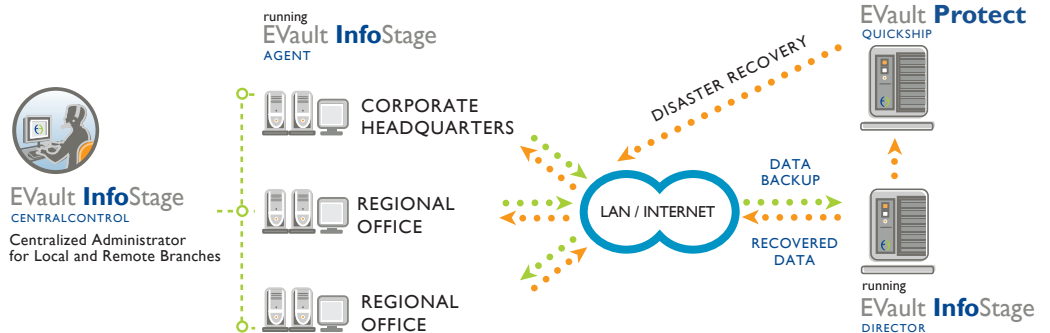 running
EVault InfoStage
AGENT
EVault Protect
QUICKSHIP
DISASTER RECOVERY
CORPORATE
HEADQUARTERS
EVault InfoStage
CENTRALCONTROL
Centralized Administrator
for Local and Remote Branches
REGIONAL
OFFICE
LAN / INTERNET
DATA
BACKUP
RECOVERED
DATA
REGIONAL
OFFICE
running
EVault InfoStage
DIRECTOR